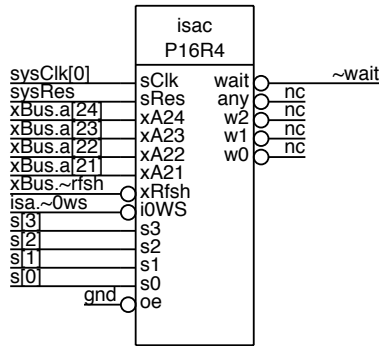 isac
P16R4
sysClk[0] sClk wait ~wait
sysRes sRes any nc
xBus.a[24] xA24 w2 nc
xBus.a[23] xA23 w1 nc
xBus.a[22] xA22 w0 nc
xBus.a[21] xA21
xBus.~rfsh xRfsh
isa.~0ws i0WS
s[3] s3
s[2] s2
s[1] s1
s[0] s0
gnd oe